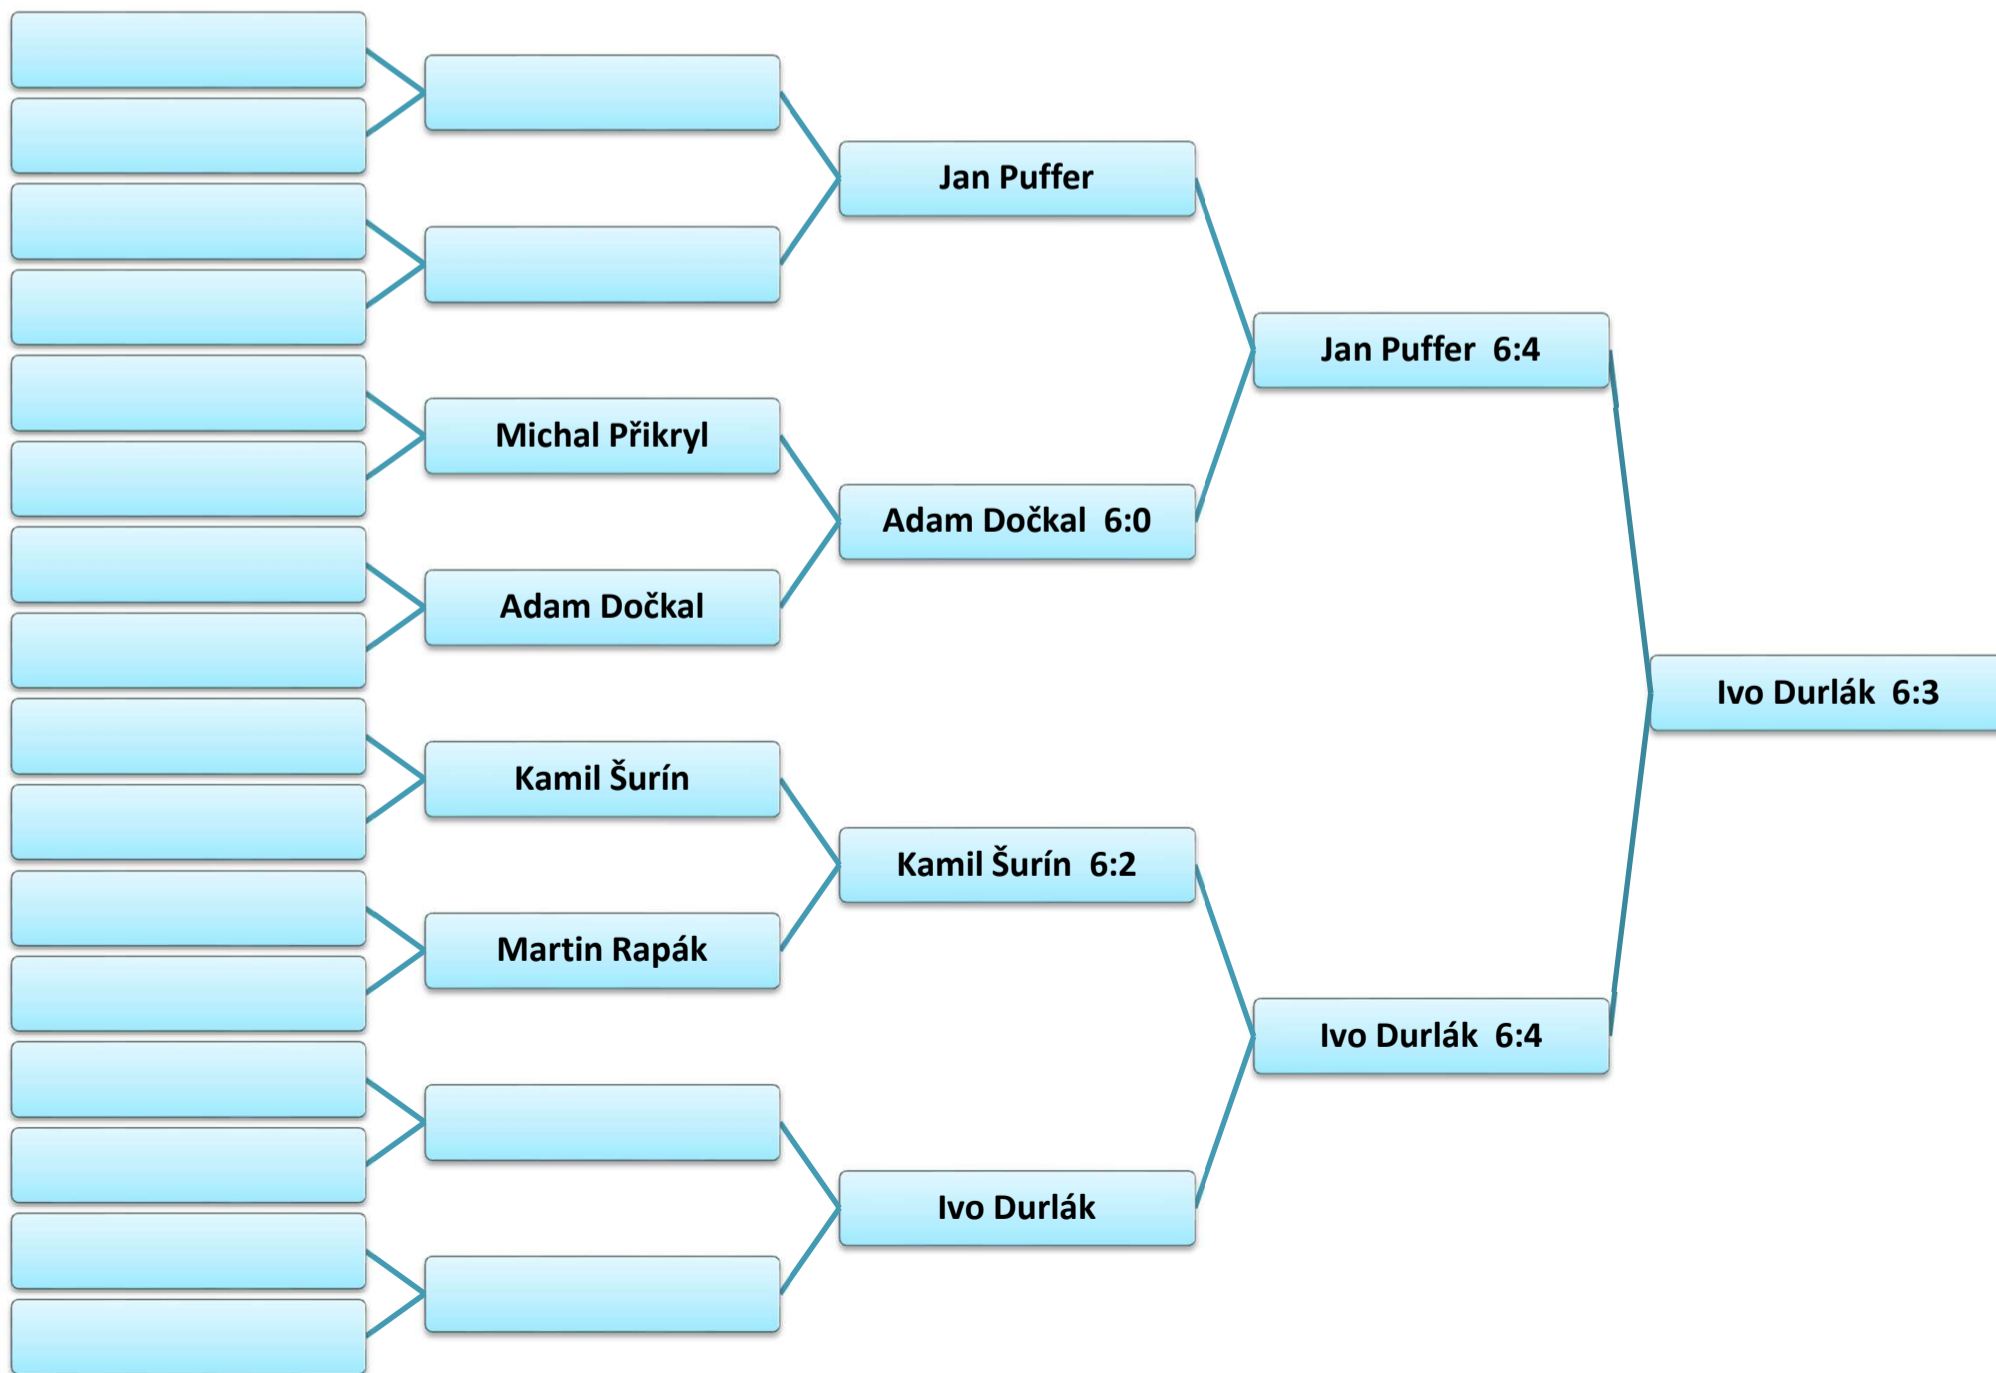 Jan Puffer
Jan Puffer 6:4
Michal Přikryl
Adam Dočkal 6:0
Adam Dočkal
Ivo Durlák 6:3
Kamil Šurín
Kamil Šurín 6:2
Martin Rapák
Ivo Durlák 6:4
Ivo Durlák